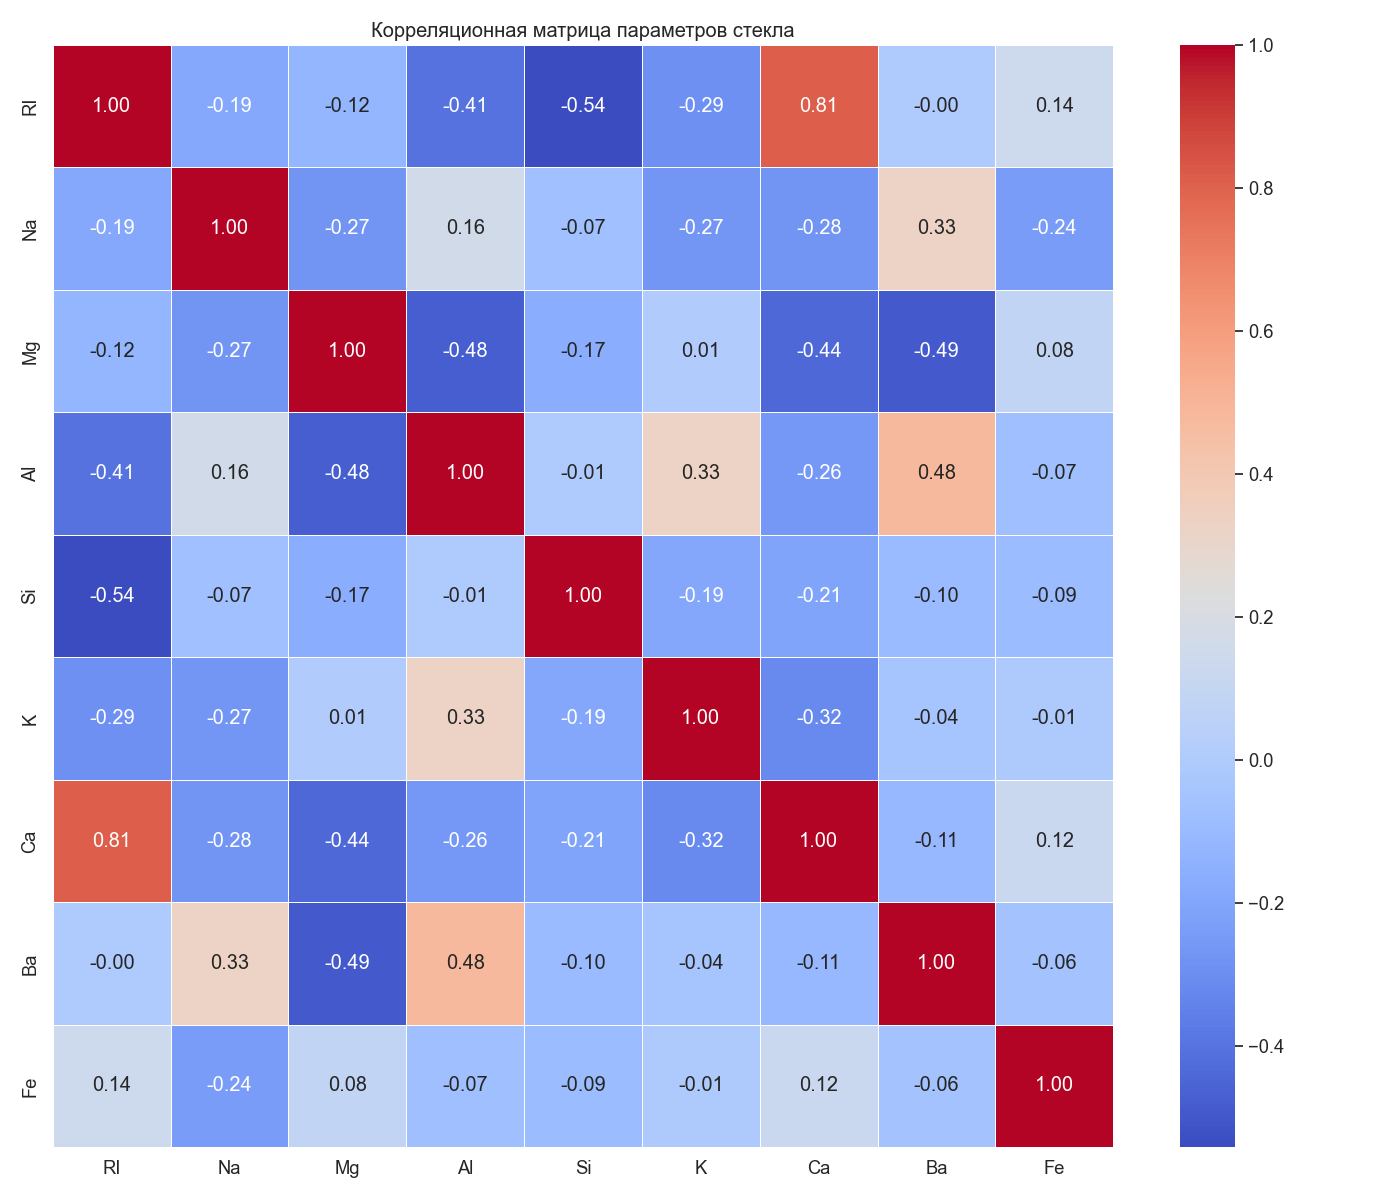 Корреляционная матрица параметров стекла
RI 1.00 -0.19 -0.12 -0.41 -0.54 -0.29 0.81 -0.00 0.14
Na -0.19 1.00 -0.27 0.16 -0.07 -0.27 -0.28 0.33 -0.24
Mg -0.12 -0.27 1.00 -0.48 -0.17 0.01 -0.44 -0.49 0.08
Al -0.41 0.16 -0.48 1.00 -0.01 0.33 -0.26 0.48 -0.07
Si -0.54 -0.07 -0.17 -0.01 1.00 -0.19 -0.21 -0.10 -0.09
K -0.29 -0.27 0.01 0.33 -0.19 1.00 -0.32 -0.04 -0.01
Ca 0.81 -0.28 -0.44 -0.26 -0.21 -0.32 1.00 -0.11 0.12
Ba -0.00 0.33 -0.49 0.48 -0.10 -0.04 -0.11 1.00 -0.06
Fe 0.14 -0.24 0.08 -0.07 -0.09 -0.01 0.12 -0.06 1.00
RI Na Mg Al Si K Ca Ba Fe
1.0
0.8
0.6
0.4
0.2
0.0
−0.2
−0.4